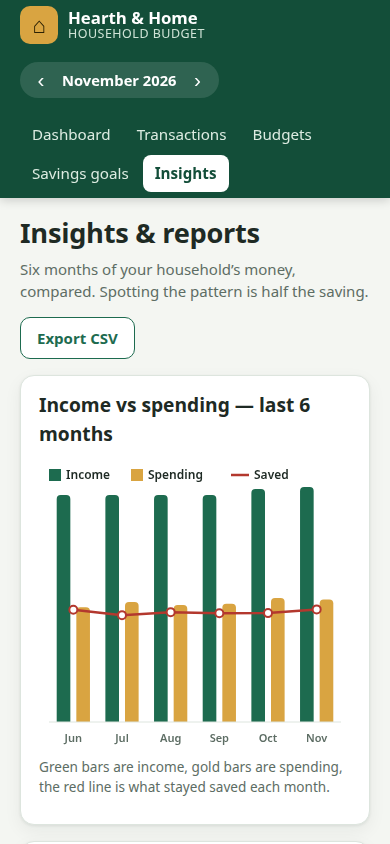 Hearth & Home
HOUSEHOLD BUDGET
‹ November 2026 ›
Dashboard Transactions Budgets
Savings goals Insights
Insights & reports
Six months of your household’s money,
compared. Spotting the pattern is half the saving.
Export CSV
Income vs spending — last 6
months
Income Spending Saved
Jun Jul Aug Sep Oct Nov
Green bars are income, gold bars are spending,
the red line is what stayed saved each month.